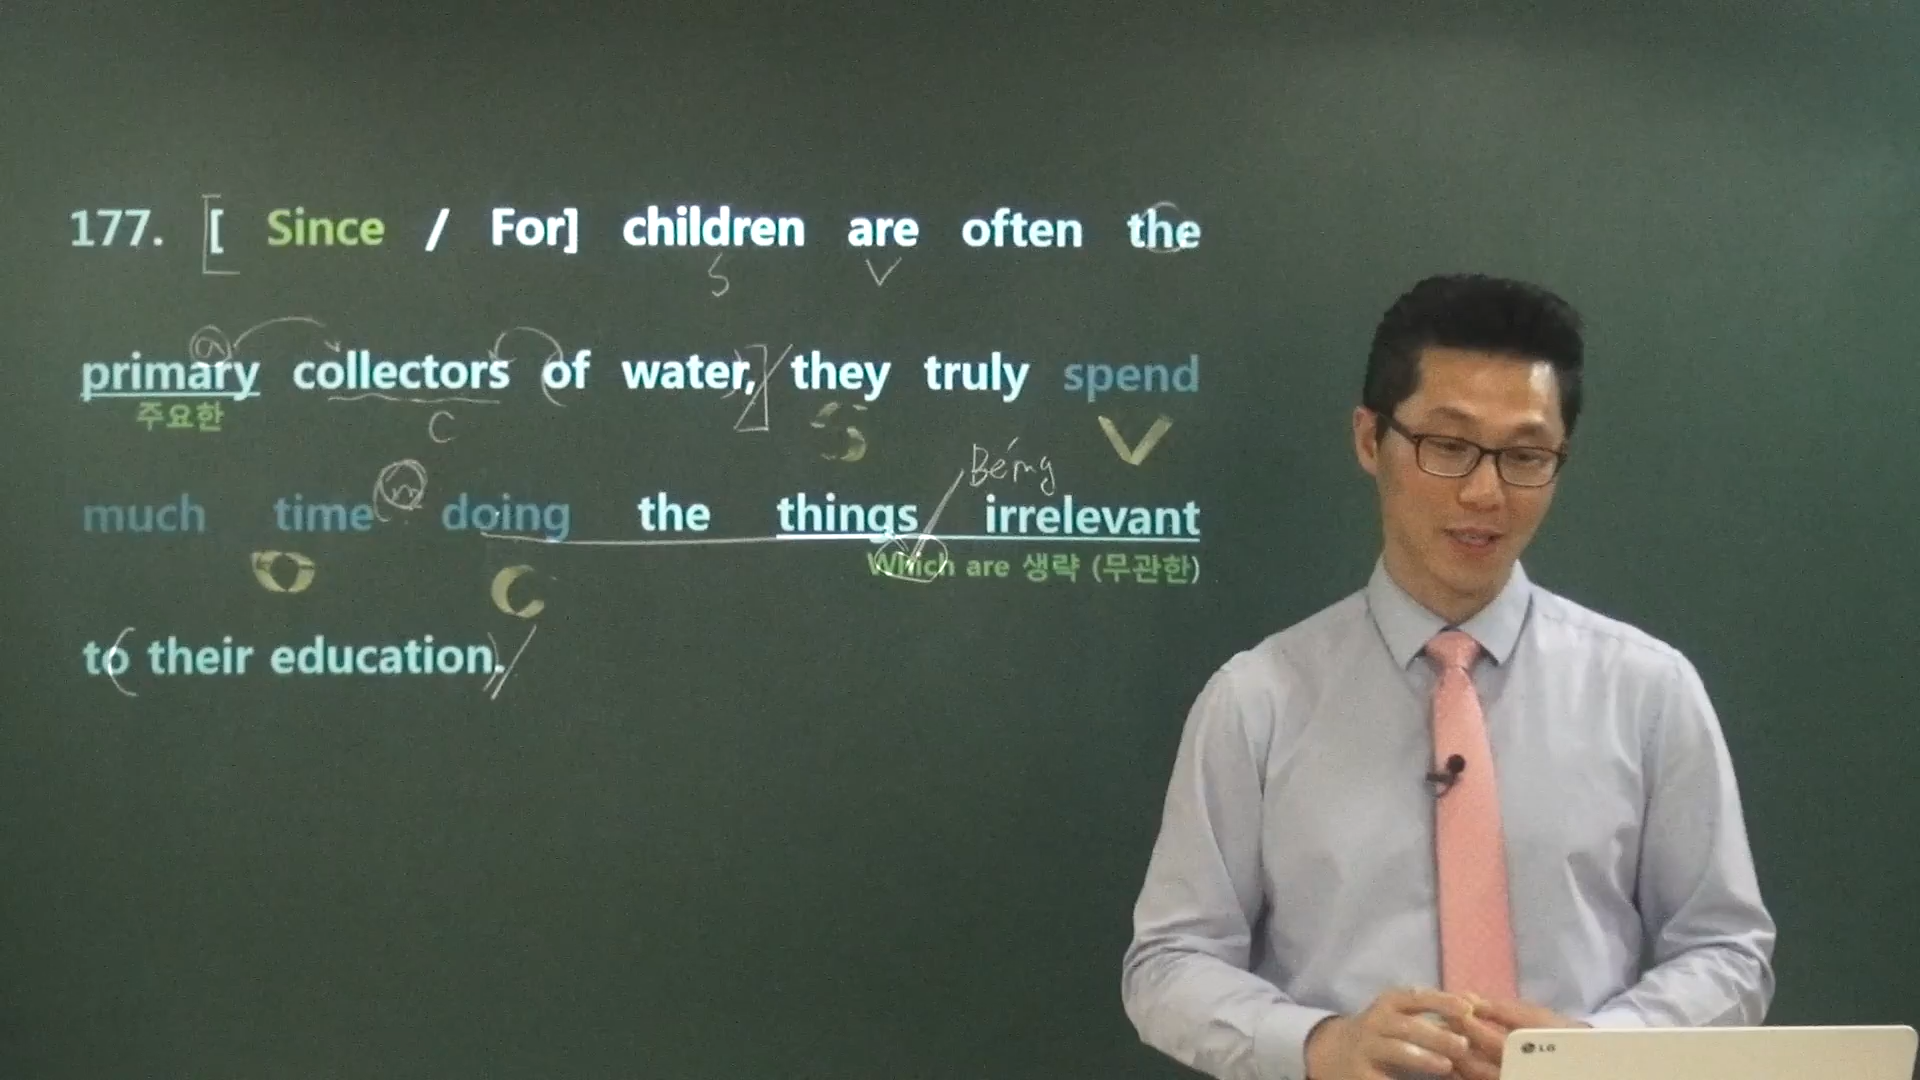 177. [ Since / For] children are often the
S V
primary collectors of water, they truly spend
주요한 C S V
Being
much time doing the things irrelevant
O C Which are 생략 (무관한)
to their education.
LG